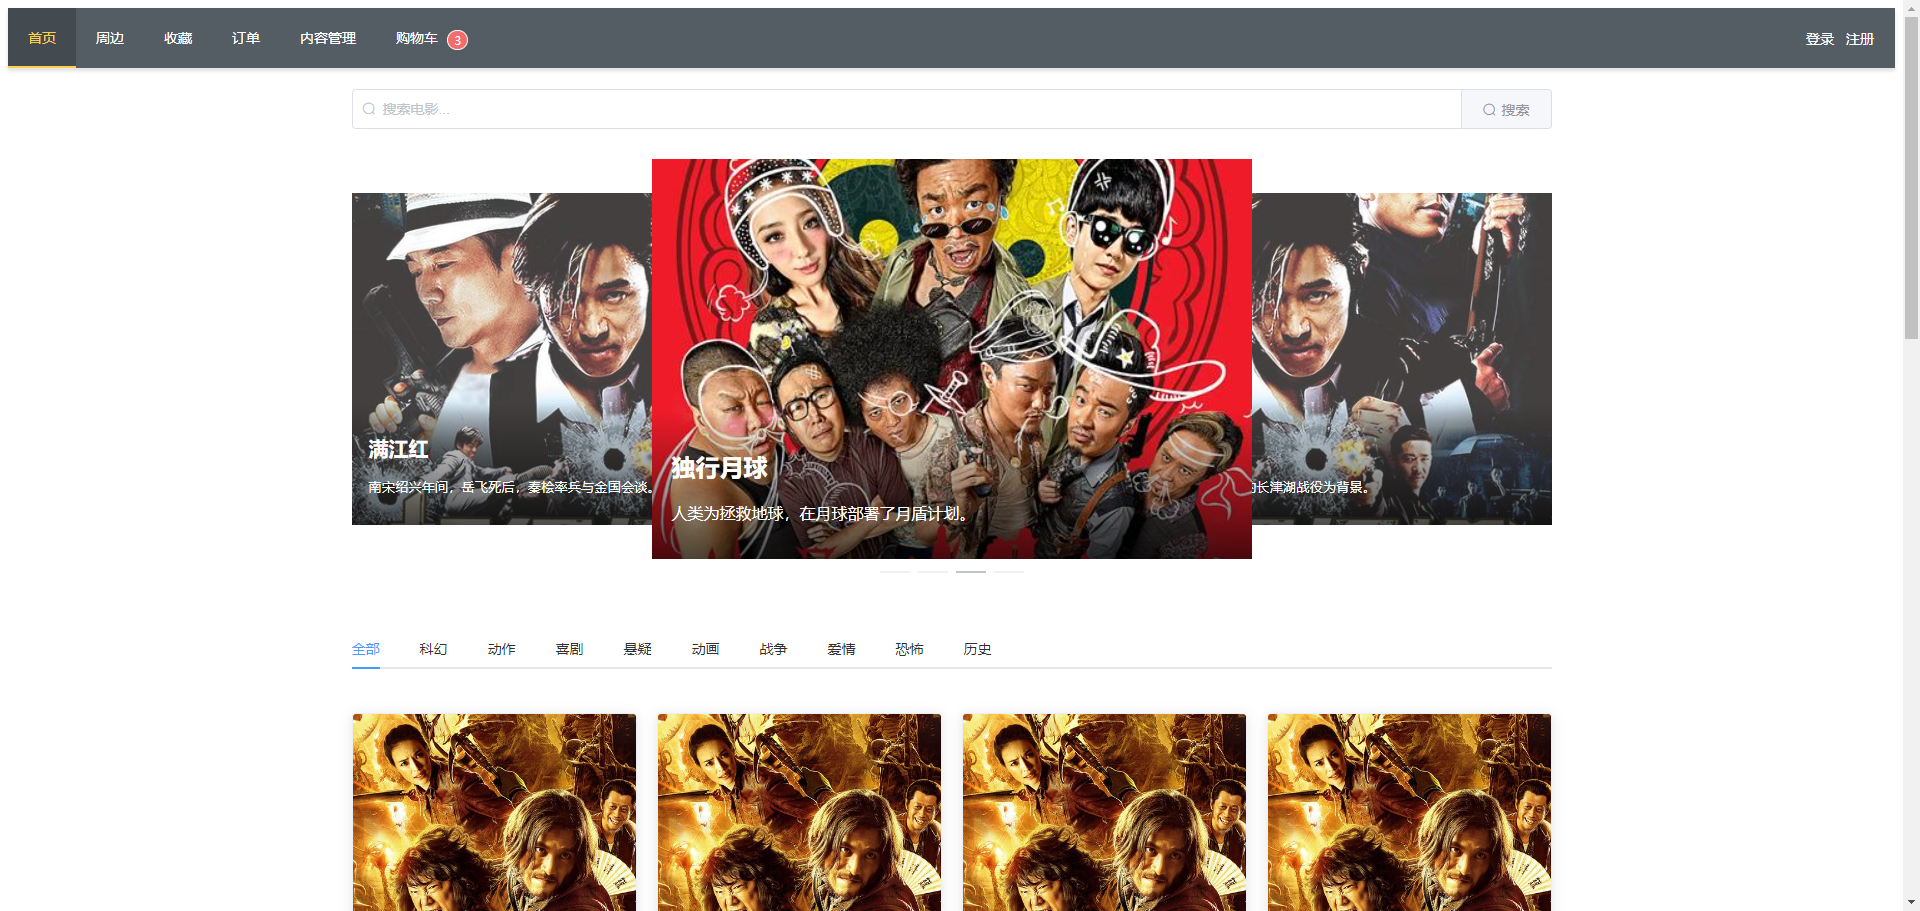 首页 周边 收藏 订单 内容管理 购物车 3 登录 注册
搜索电影... 搜索
满江红
南宋绍兴年间，岳飞死后，秦桧率兵与金国会谈。
独行月球
人类为拯救地球，在月球部署了月盾计划。
长津湖战役为背景。
全部 科幻 动作 喜剧 悬疑 动画 战争 爱情 恐怖 历史